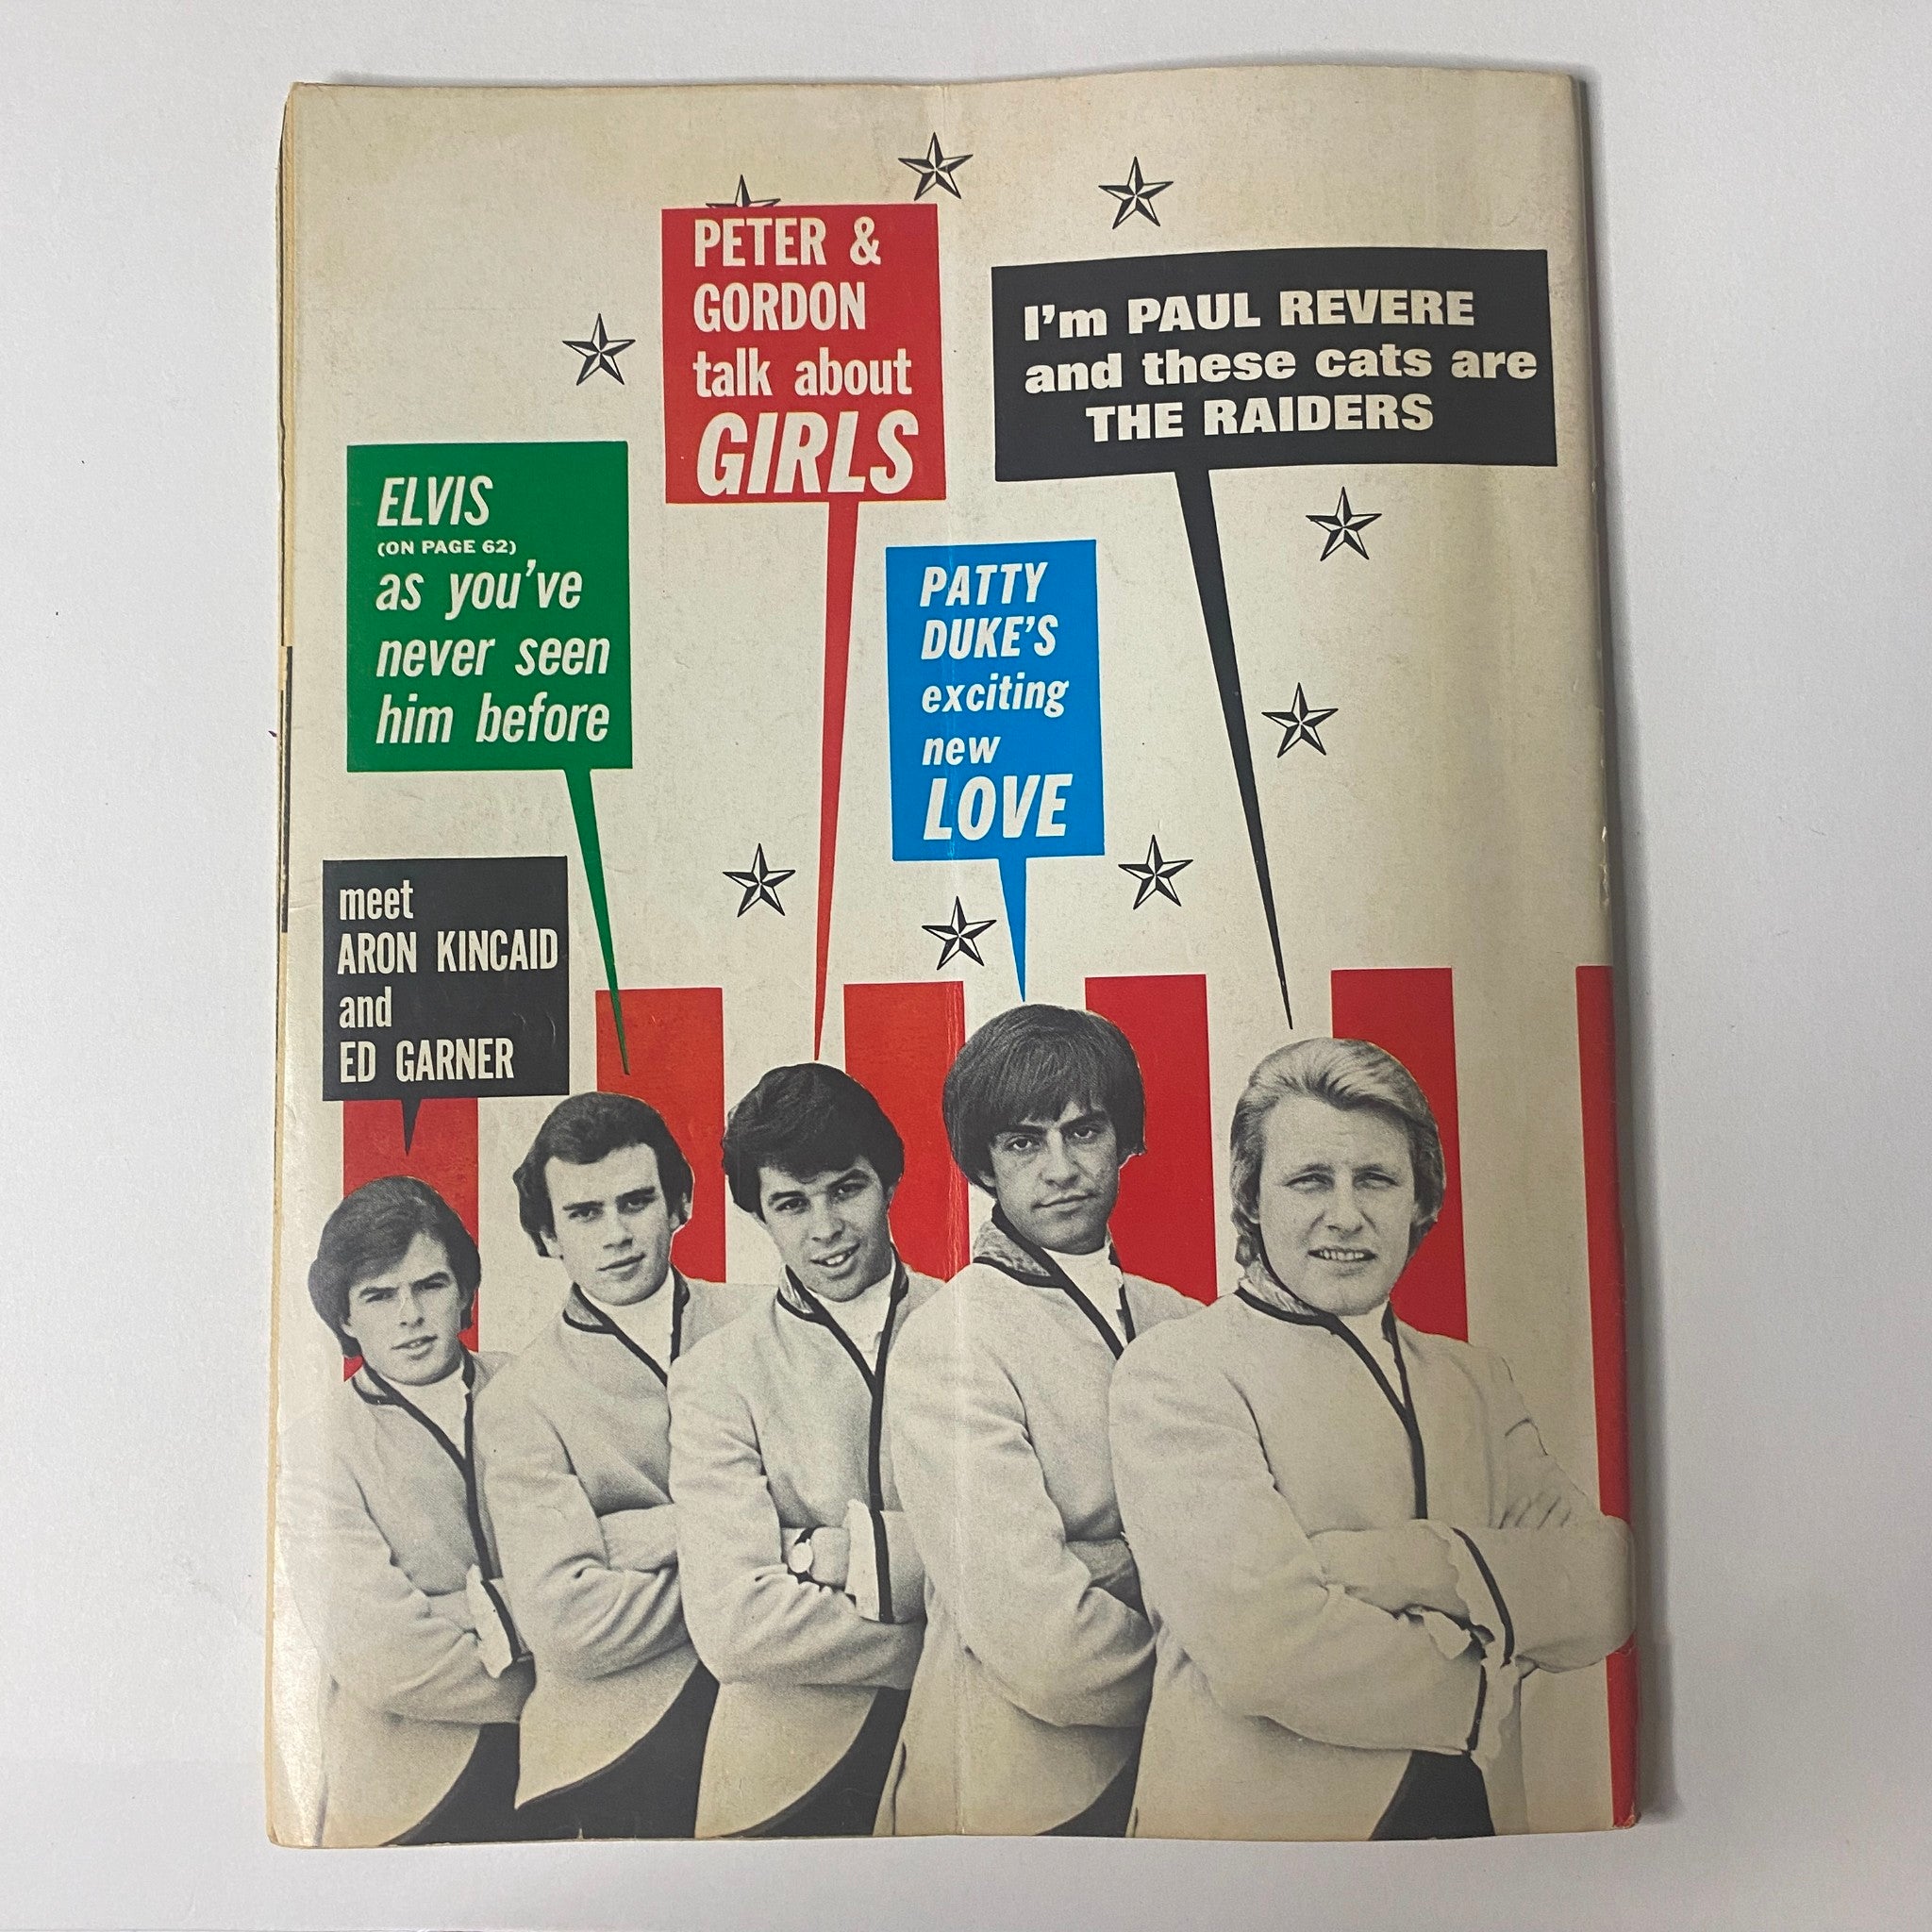 PETER &
GORDON
talk about
GIRLS
I'm PAUL REVERE
and these cats are
THE RAIDERS
ELVIS
(ON PAGE 62)
as you've
never seen
him before
PATTY
DUKE'S
exciting
new
LOVE
meet
ARON KINCAID
and
ED GARNER